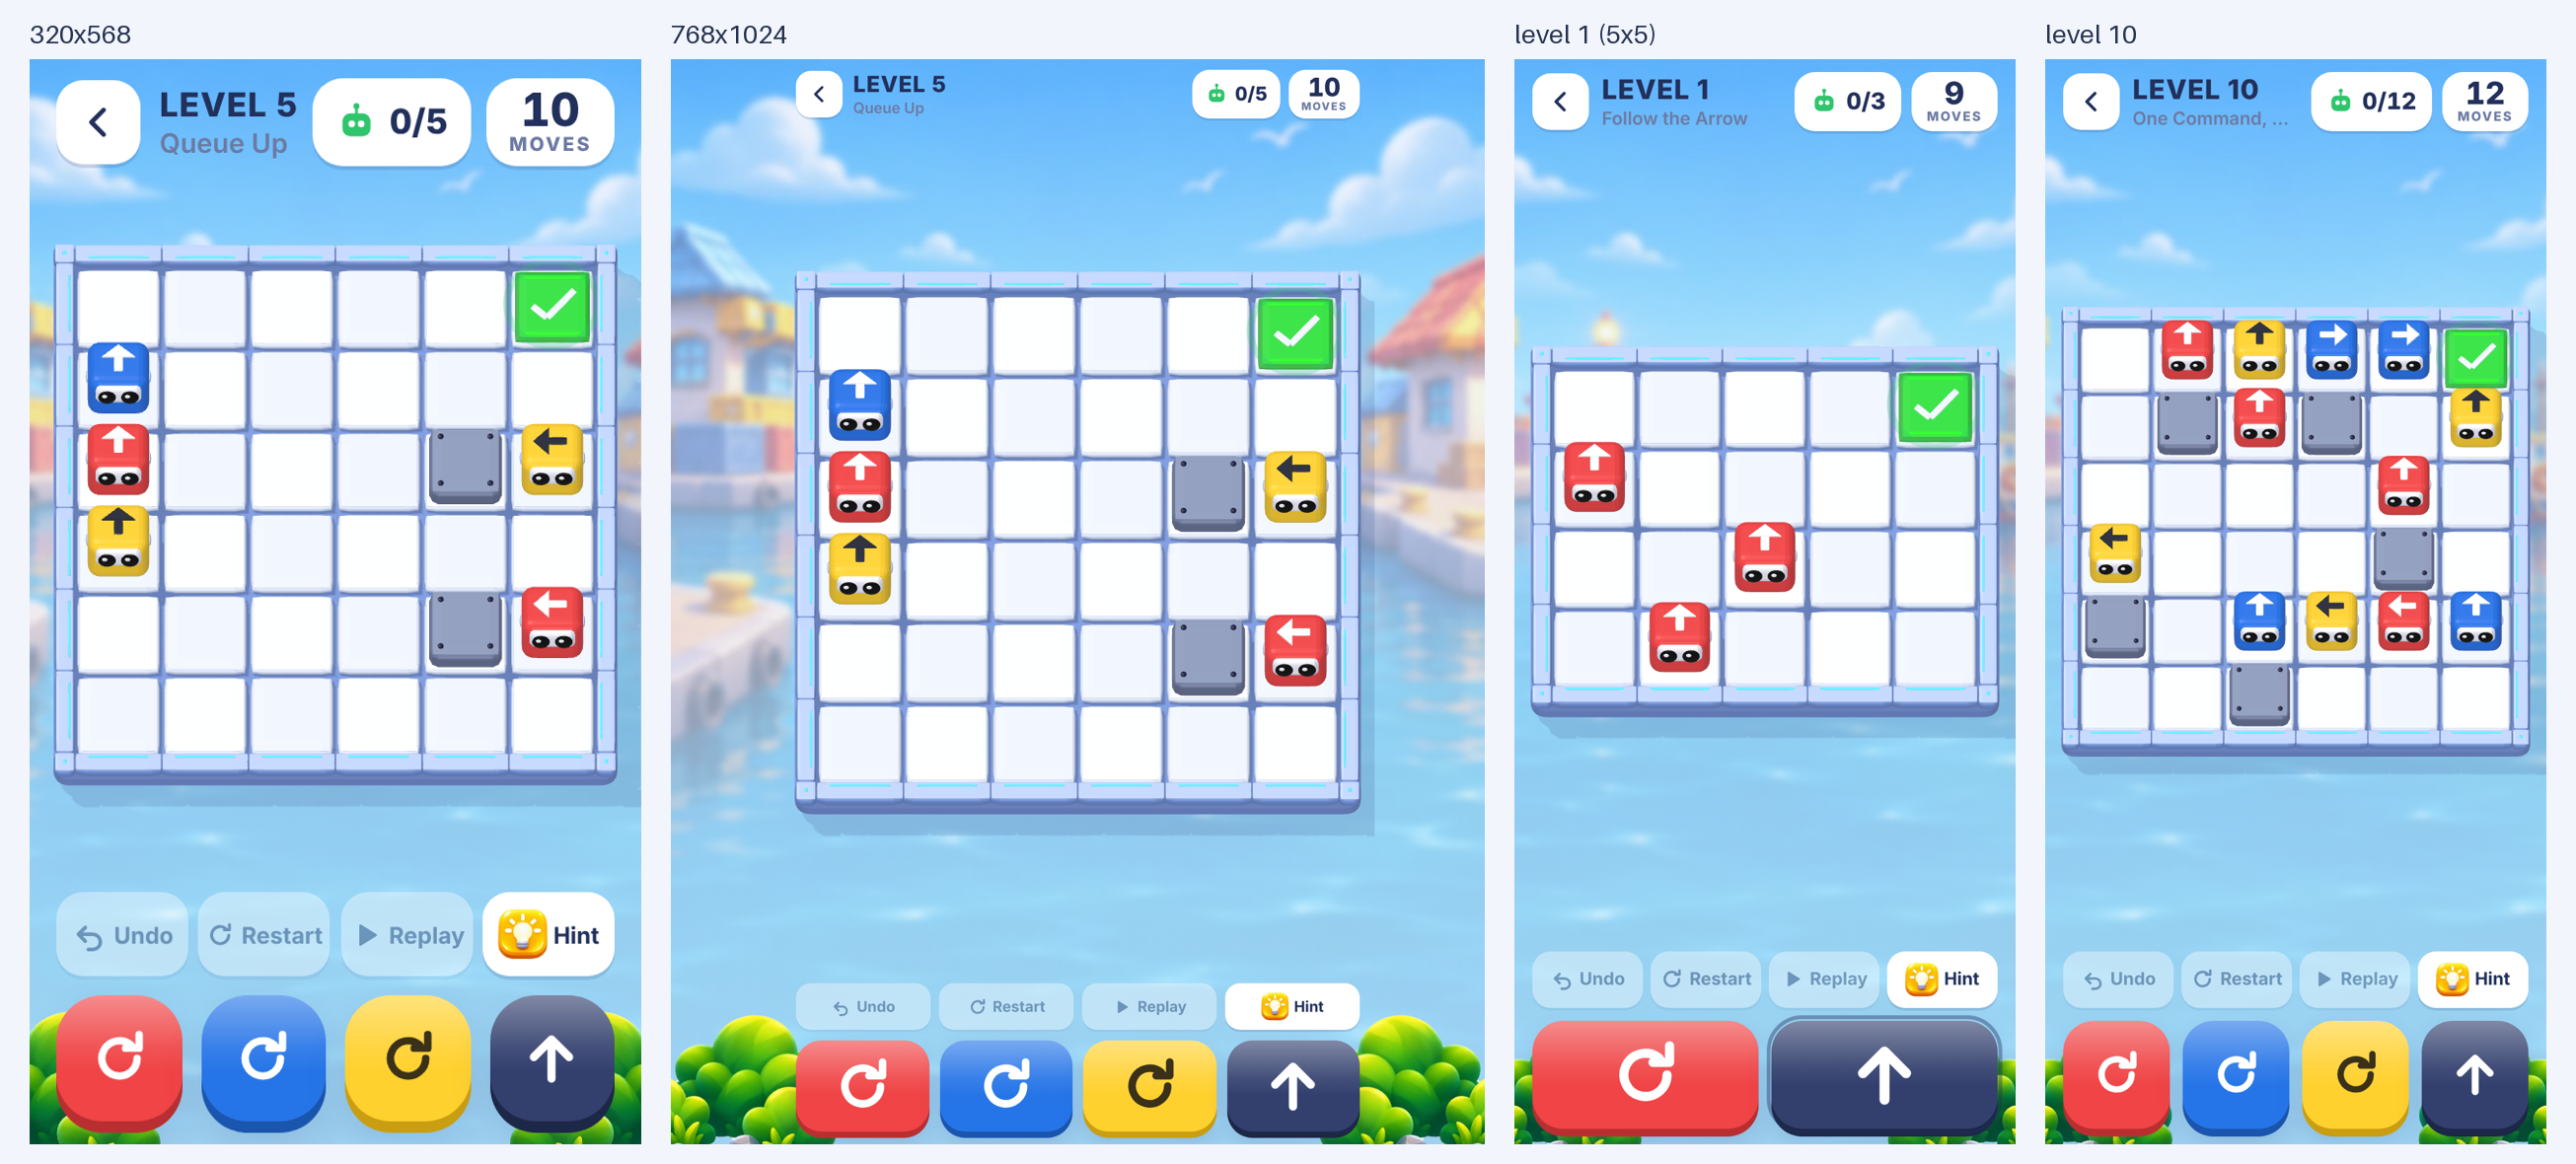 320x568
LEVEL 5
Queue Up
0/5
10
MOVES
Undo
Restart
Replay
Hint
768x1024
LEVEL 5
Queue Up
0/5
10
MOVES
Undo
Restart
Replay
Hint
level 1 (5x5)
LEVEL 1
Follow the Arrow
0/3
9
MOVES
Undo
Restart
Replay
Hint
level 10
LEVEL 10
One Command, ...
0/12
12
MOVES
Undo
Restart
Replay
Hint